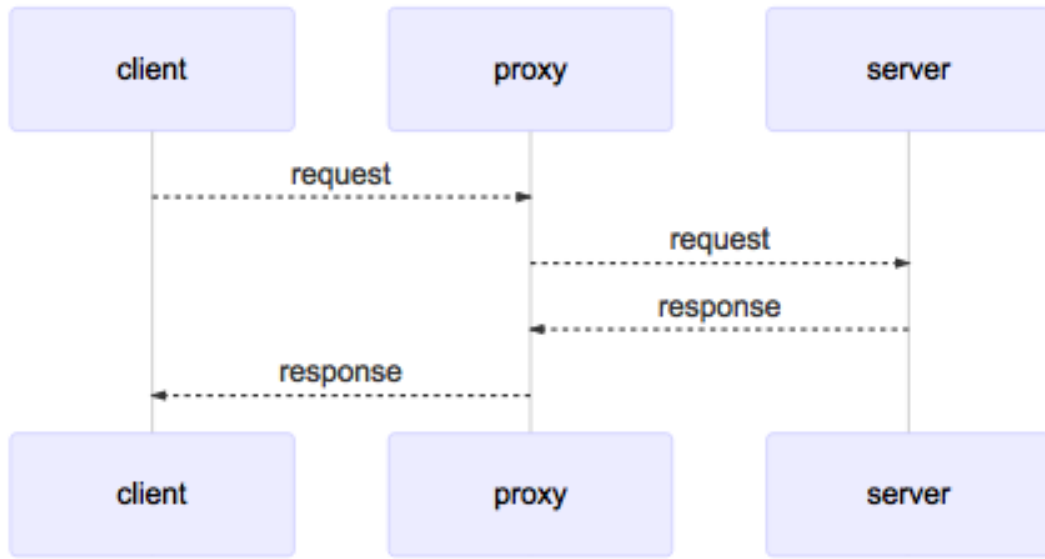 client proxy server
request
request
response
response
client proxy server